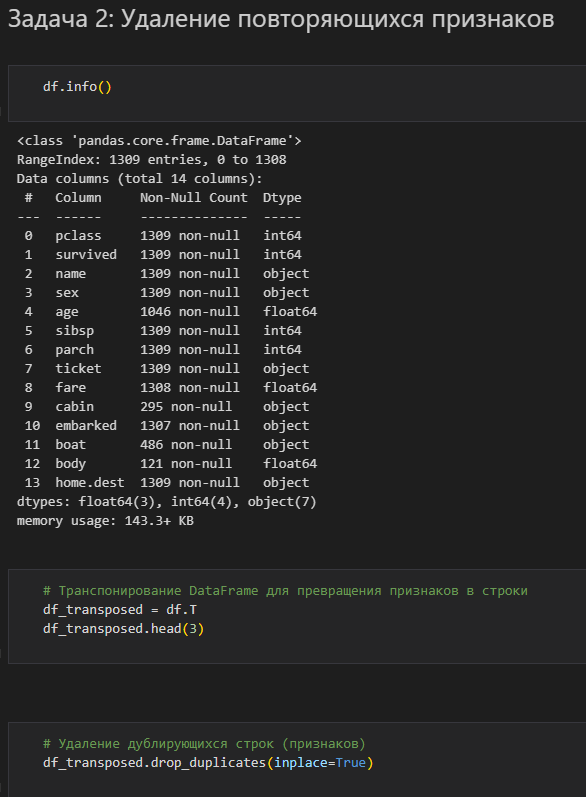 Задача 2: Удаление повторяющихся признаков
df.info()
<class 'pandas.core.frame.DataFrame'>
RangeIndex: 1309 entries, 0 to 1308
Data columns (total 14 columns):
 #   Column     Non-Null Count  Dtype
---  ------     --------------  -----
 0   pclass     1309 non-null   int64
 1   survived   1309 non-null   int64
 2   name       1309 non-null   object
 3   sex        1309 non-null   object
 4   age        1046 non-null   float64
 5   sibsp      1309 non-null   int64
 6   parch      1309 non-null   int64
 7   ticket     1309 non-null   object
 8   fare       1308 non-null   float64
 9   cabin      295 non-null    object
 10  embarked   1307 non-null   object
 11  boat       486 non-null    object
 12  body       121 non-null    float64
 13  home.dest  1309 non-null   object
dtypes: float64(3), int64(4), object(7)
memory usage: 143.3+ KB
# Транспонирование DataFrame для превращения признаков в строки
df_transposed = df.T
df_transposed.head(3)
# Удаление дублирующихся строк (признаков)
df_transposed.drop_duplicates(inplace=True)